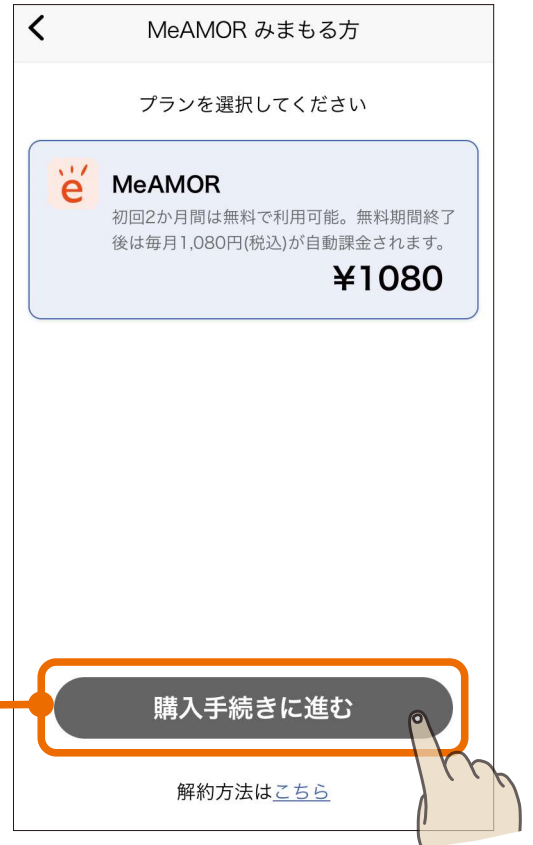 MeAMOR みまもる方
プランを選択してください
MeAMOR
初回2か月間は無料で利用可能。無料期間終了
後は毎月1,080円(税込)が自動課金されます。
¥1080
購入手続きに進む
解約方法はこちら